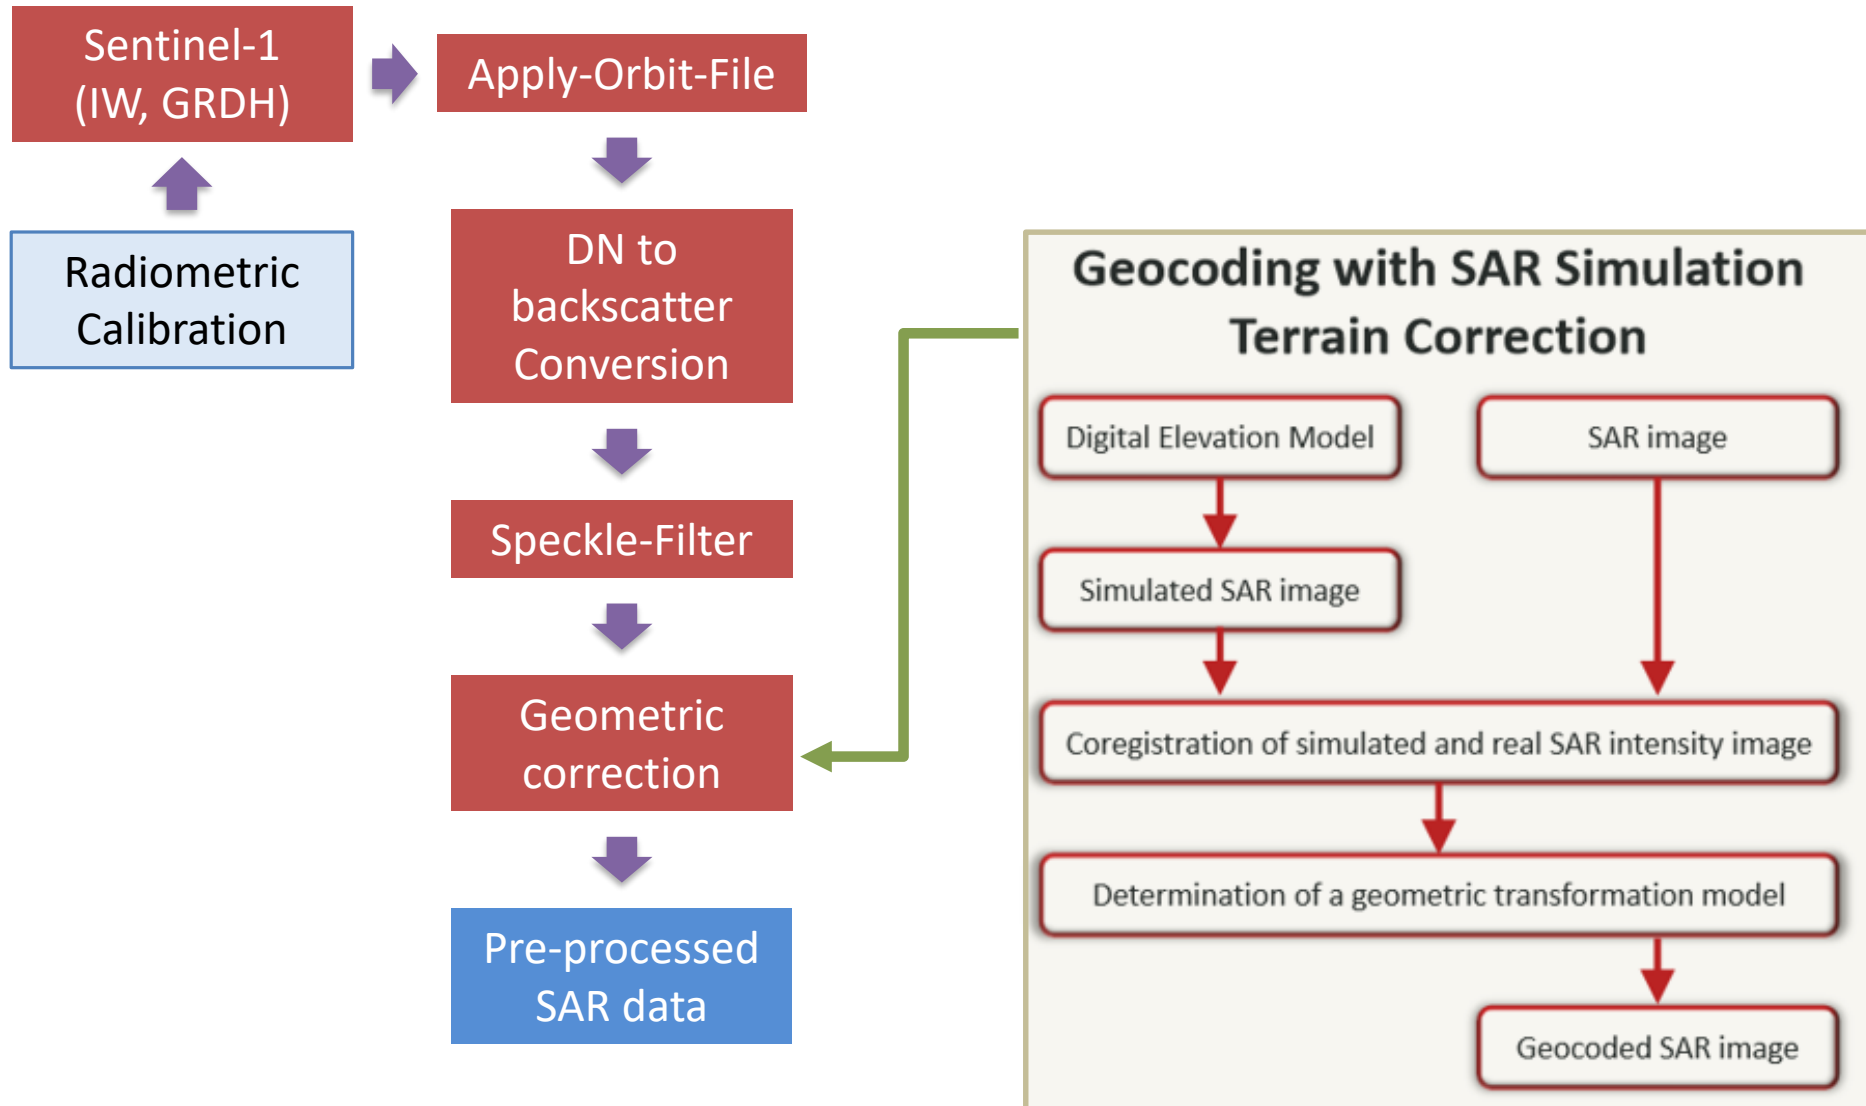 Sentinel-1
(IW, GRDH)
Apply-Orbit-File
Radiometric
Calibration
DN to
backscatter
Conversion
Speckle-Filter
Geometric
correction
Pre-processed
SAR data
Geocoding with SAR Simulation
Terrain Correction
Digital Elevation Model
SAR image
Simulated SAR image
Coregistration of simulated and real SAR intensity image
Determination of a geometric transformation model
Geocoded SAR image